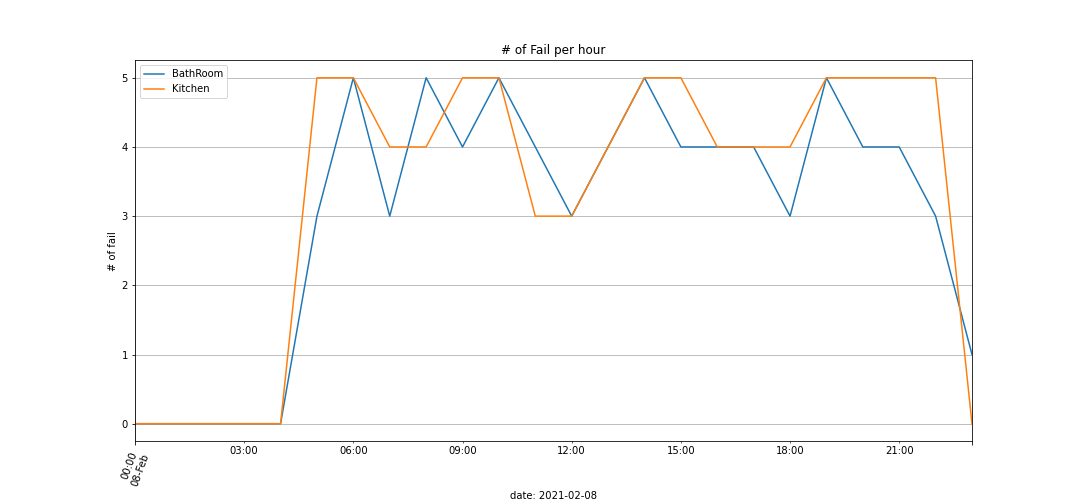 # of Fail per hour
BathRoom
Kitchen
# of fail
5
4
3
2
1
0
00:00
08-Feb
03:00
06:00
09:00
12:00
15:00
18:00
21:00
date: 2021-02-08